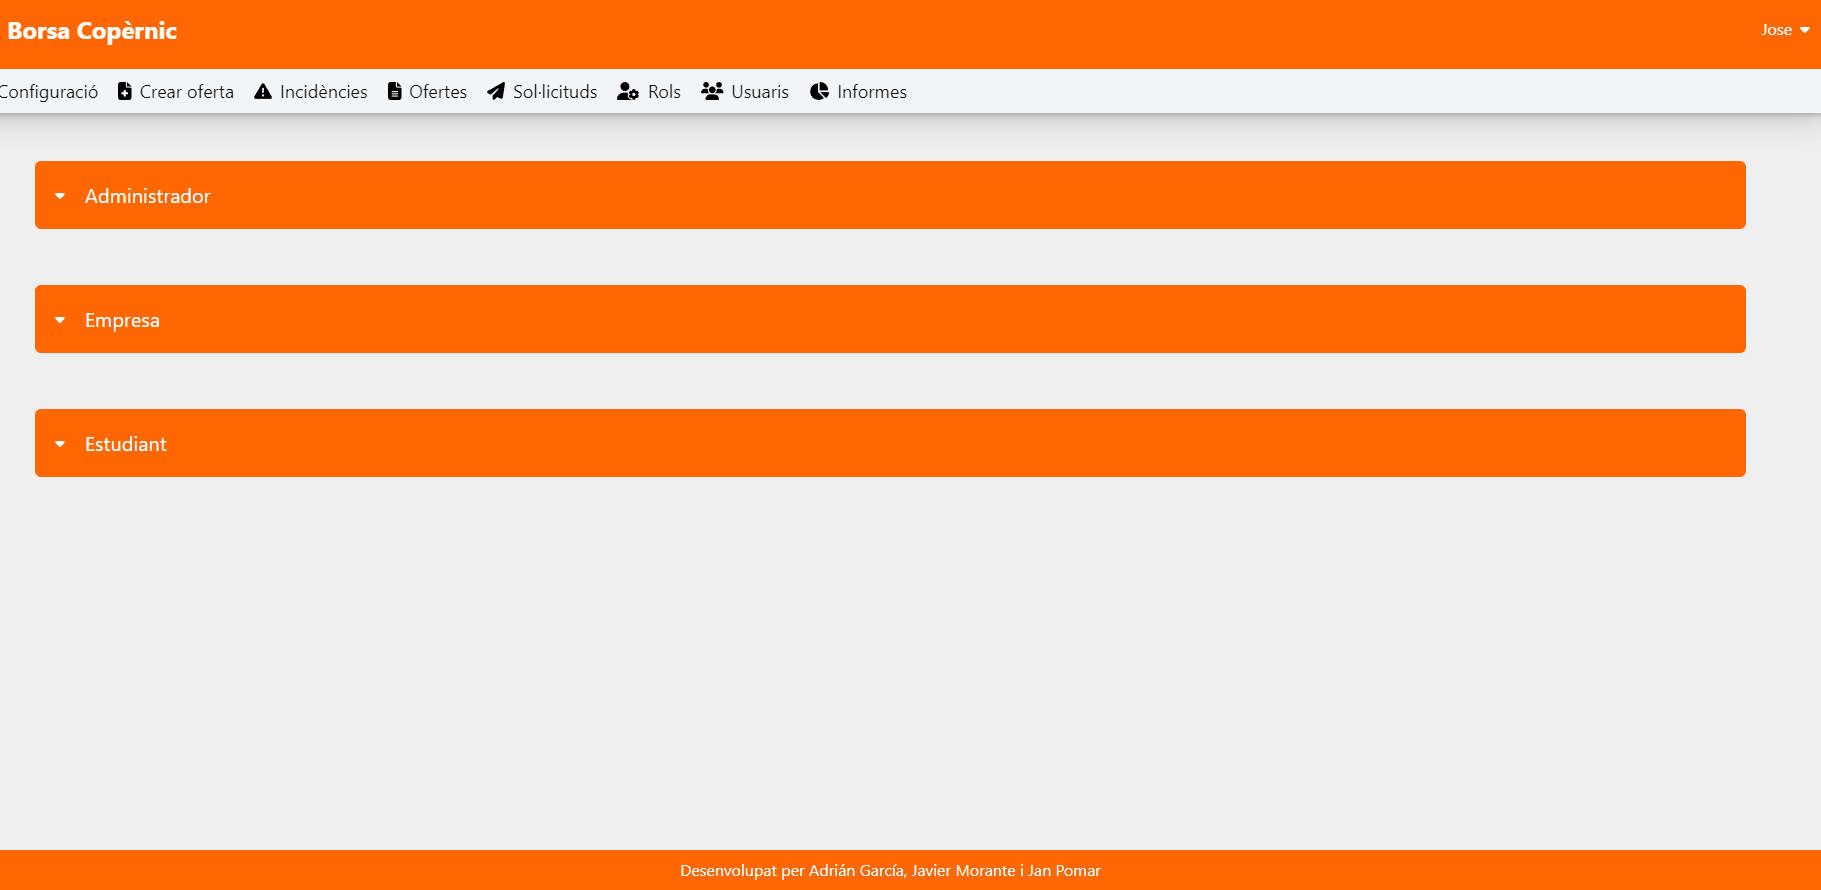 Borsa Copèrnic
Jose
Configuració Crear oferta Incidències Ofertes Sol·licituds Rols Usuaris Informes
Administrador
Empresa
Estudiant
Desenvolupat per Adrián García, Javier Morante i Jan Pomar